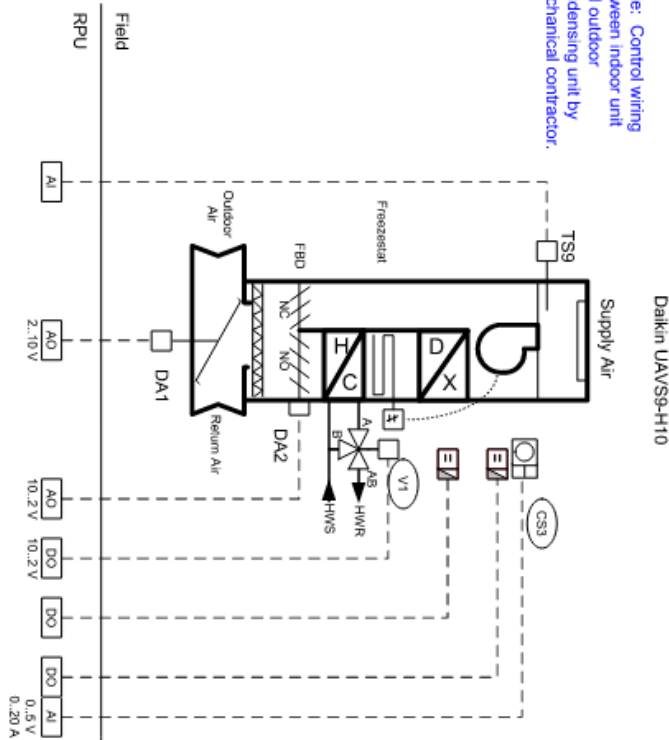 e: Control wiring
ween indoor unit
d outdoor
densing unit by
chanical contractor.
Daikin UAVS9-H10
Supply Air
TS9
CS3
D
X
Freezestat
H
C
A
B
AB
V1
HWR
HWS
FBD
NC
NO
DA2
Outdoor
Air
Return Air
DA1
Field
RPU
AI
AO
2..10 V
AO
10..2 V
DO
10..2 V
DO
DO
AI
0..5 V
0..20 A